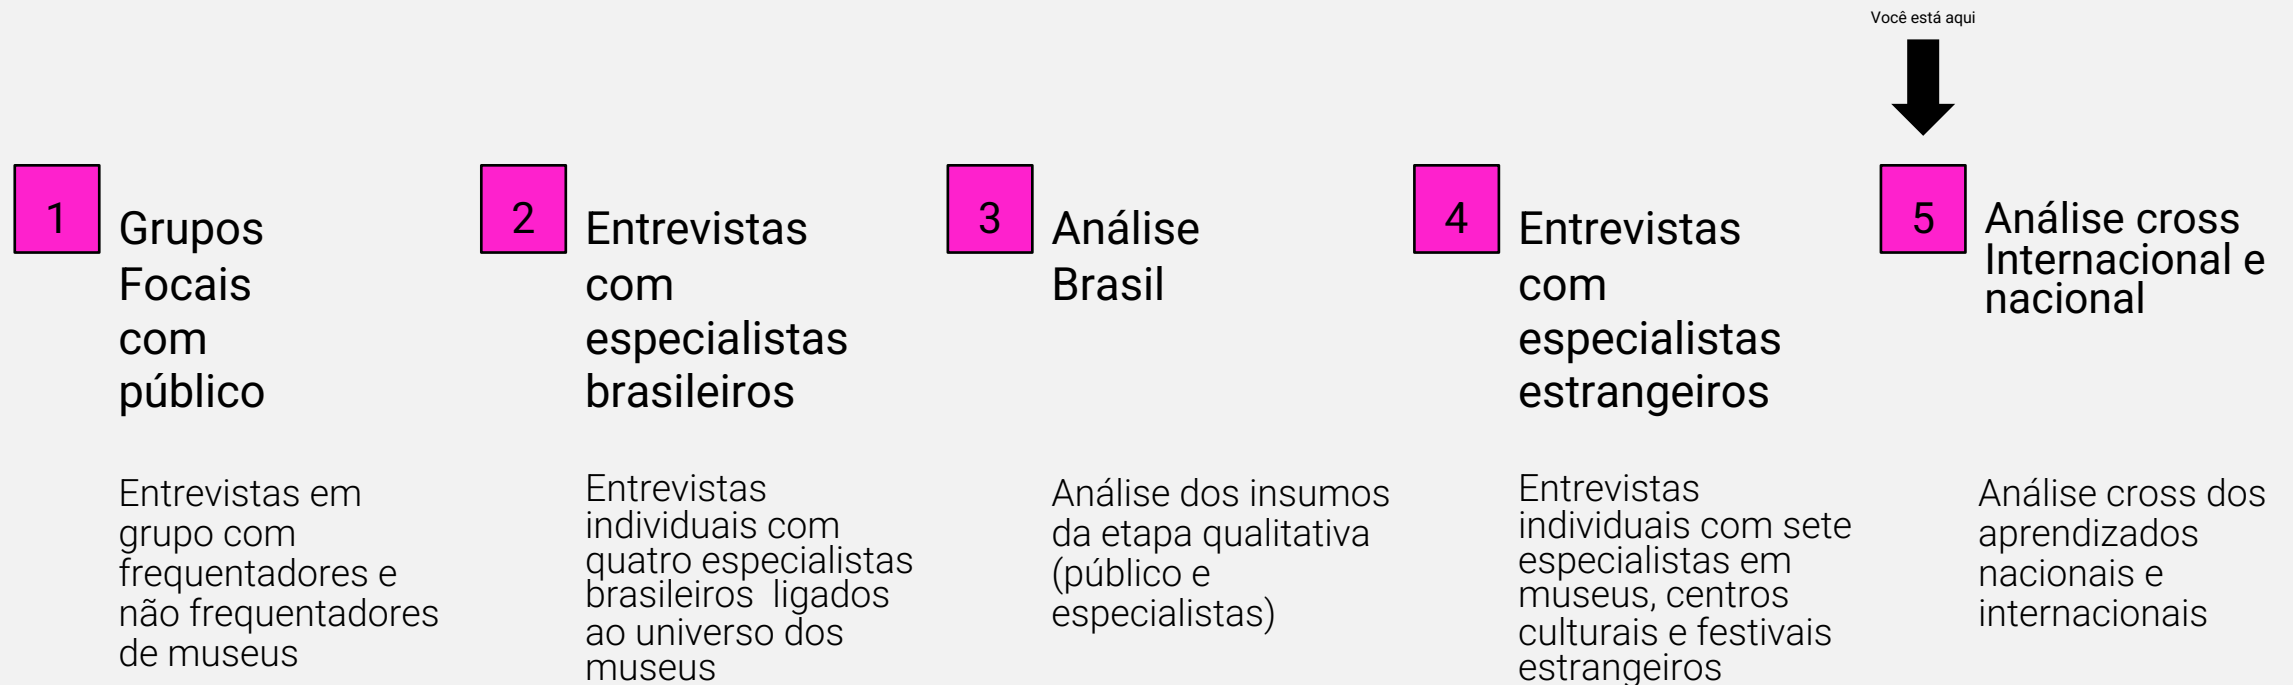 Você está aqui
1
Grupos
Focais
com
público
Entrevistas em
grupo com
frequentadores e
não frequentadores
de museus
2
Entrevistas
com
especialistas
brasileiros
Entrevistas
individuais com
quatro especialistas
brasileiros  ligados
ao universo dos
museus
3
Análise
Brasil
Análise dos insumos
da etapa qualitativa
(público e
especialistas)
4
Entrevistas
com
especialistas
estrangeiros
Entrevistas
individuais com sete
especialistas em
museus, centros
culturais e festivais
estrangeiros
5
Análise cross
Internacional e
nacional
Análise cross dos
aprendizados
nacionais e
internacionais